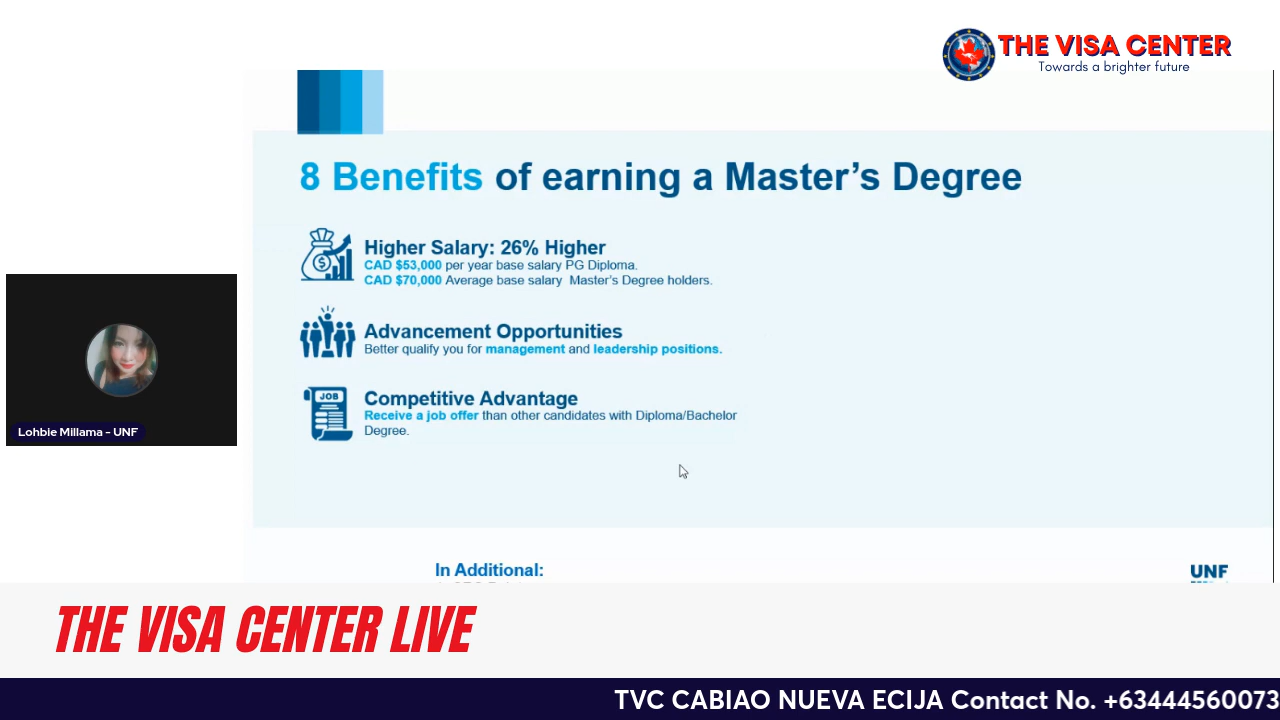 THE VISA CENTER
Towards a brighter future
8 Benefits of earning a Master's Degree
Higher Salary: 26% Higher
CAD $53,000 per year base salary PG Diploma.
CAD $70,000 Average base salary Master's Degree holders.
Advancement Opportunities
Better qualify you for management and leadership positions.
JOB
Competitive Advantage
Receive a job offer than other candidates with Diploma/Bachelor
Degree.
Lohbie Millama - UNF
In Additional:
UNF
THE VISA CENTER LIVE
TVC CABIAO NUEVA ECIJA Contact No. +63444560073